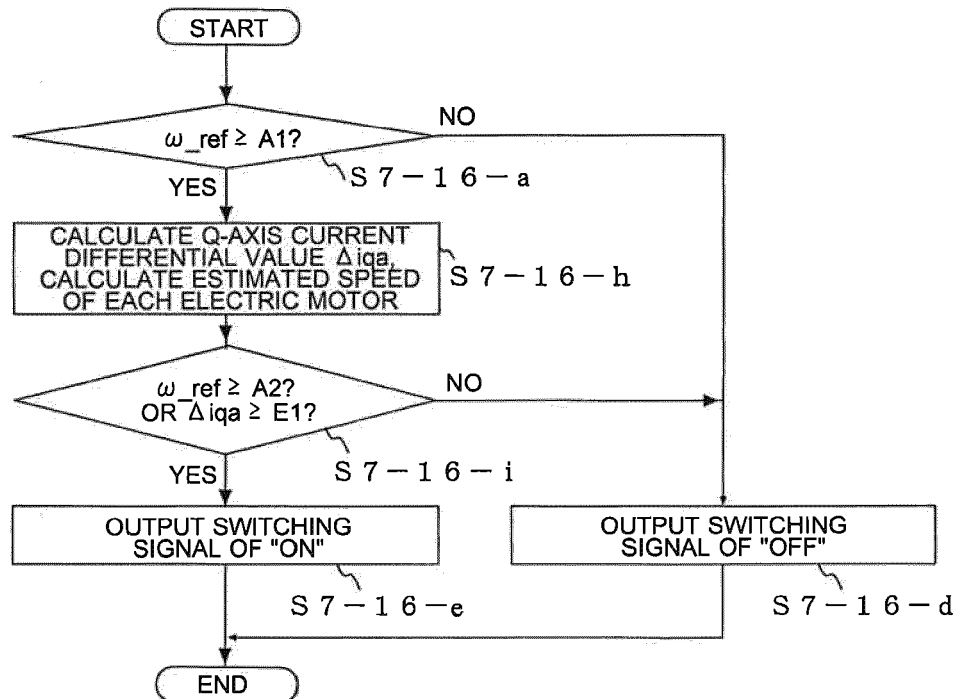 START
ω_ref ≥ A1?
NO
S 7 − 1 6 − a
YES
CALCULATE Q-AXIS CURRENT
DIFFERENTIAL VALUE Δiqa,
CALCULATE ESTIMATED SPEED
OF EACH ELECTRIC MOTOR
S 7 − 1 6 − h
ω_ref ≥ A2?
OR Δiqa ≥ E1?
NO
S 7 − 1 6 − i
YES
OUTPUT SWITCHING
SIGNAL OF "ON"
S 7 − 1 6 − e
OUTPUT SWITCHING
SIGNAL OF "OFF"
S 7 − 1 6 − d
END